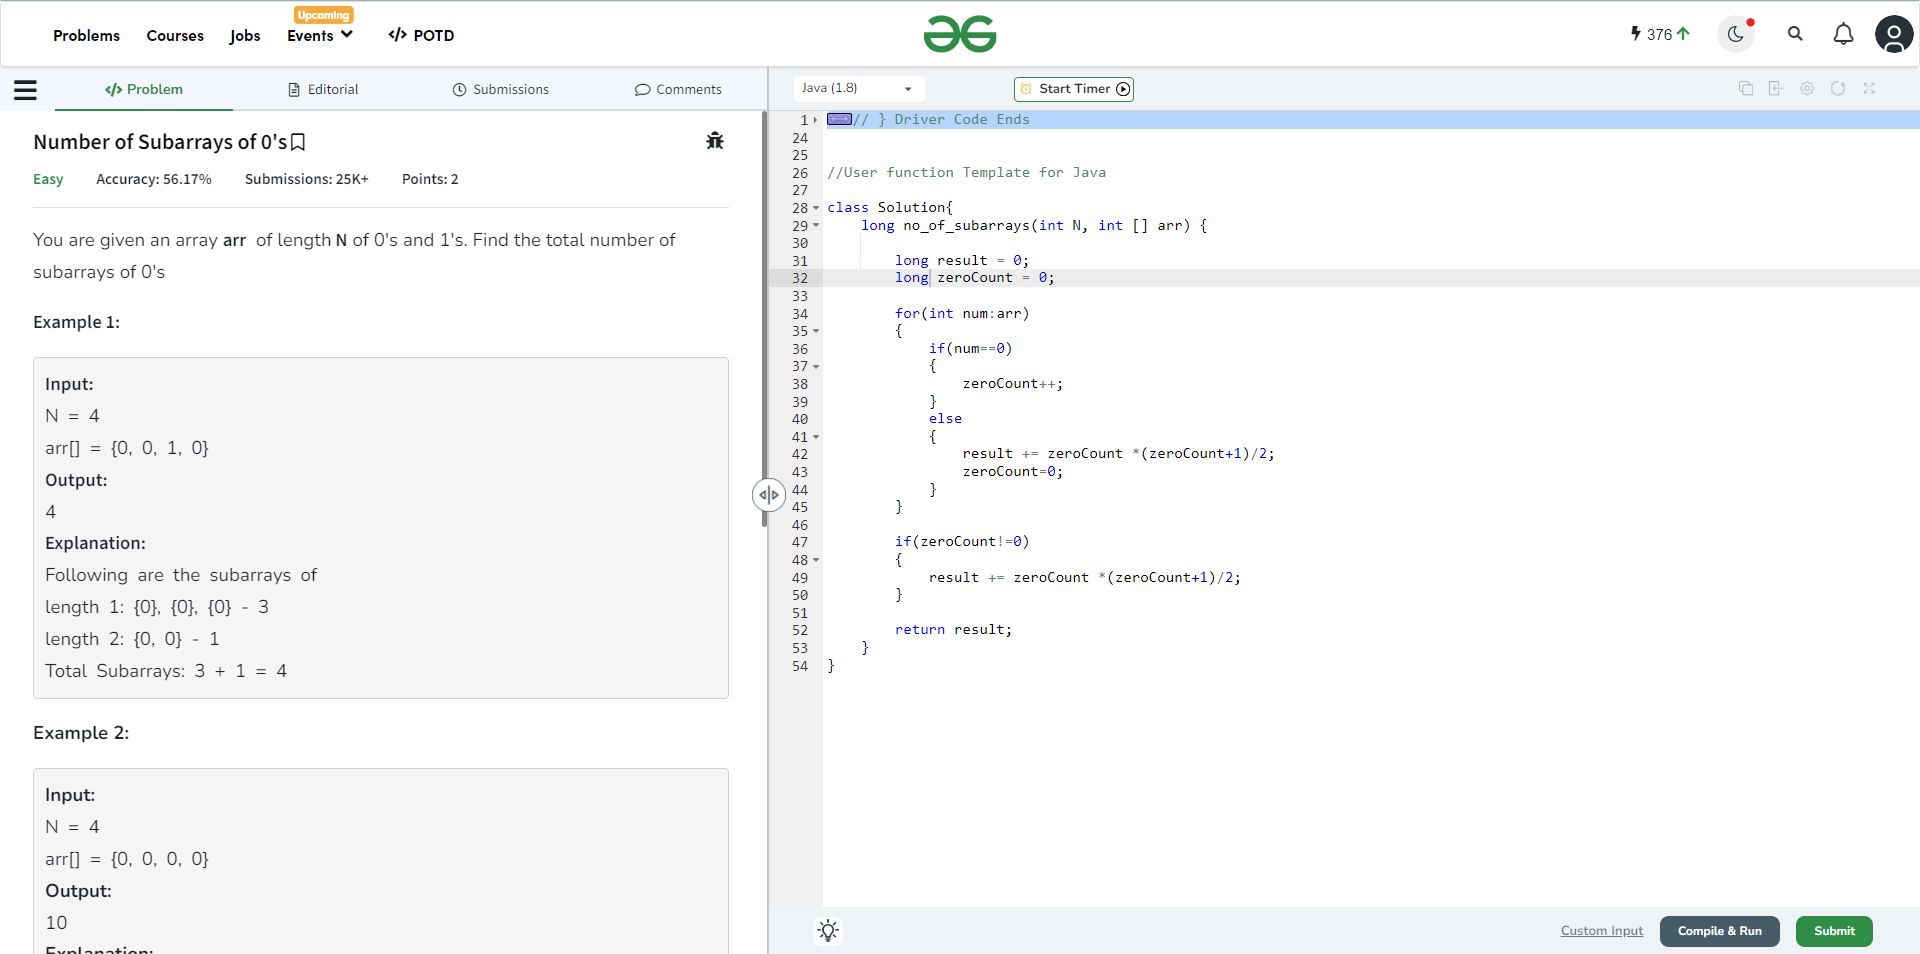 Upcoming
Problems Courses Jobs Events </> POTD
376
</> Problem Editorial Submissions Comments
Java (1.8) Start Timer
Number of Subarrays of 0's
Easy Accuracy: 56.17% Submissions: 25K+ Points: 2
You are given an array arr of length N of 0's and 1's. Find the total number of
subarrays of 0's
Example 1:
Input:
N = 4
arr[] = {0, 0, 1, 0}
Output:
4
Explanation:
Following are the subarrays of
length 1: {0}, {0}, {0} - 3
length 2: {0, 0} - 1
Total Subarrays: 3 + 1 = 4
Example 2:
Input:
N = 4
arr[] = {0, 0, 0, 0}
Output:
10
Explanation:
1 // } Driver Code Ends
24
25
26 //User function Template for Java
27
28 class Solution{
29 long no_of_subarrays(int N, int [] arr) {
30
31 long result = 0;
32 long zeroCount = 0;
33
34 for(int num:arr)
35 {
36 if(num==0)
37 {
38 zeroCount++;
39 }
40 else
41 {
42 result += zeroCount *(zeroCount+1)/2;
43 zeroCount=0;
44 }
45 }
46
47 if(zeroCount!=0)
48 {
49 result += zeroCount *(zeroCount+1)/2;
50 }
51
52 return result;
53 }
54 }
Custom Input Compile & Run Submit